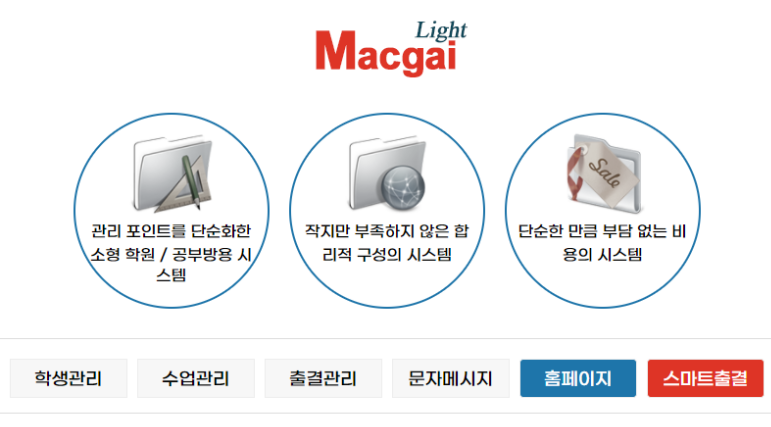 Light
Macgai
Sale
관리 포인트를 단순화한
소형 학원 / 공부방용 시
스템
작지만 부족하지 않은 합
리적 구성의 시스템
단순한 만큼 부담 없는 비
용의 시스템
학생관리
수업관리
출결관리
문자메시지
홈페이지
스마트출결